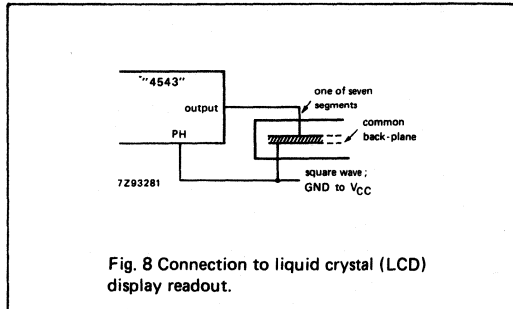 "4543"
output
PH
one of seven
segments
common
back-plane
7Z93281
square wave;
GND to VCC
Fig. 8 Connection to liquid crystal (LCD)
display readout.